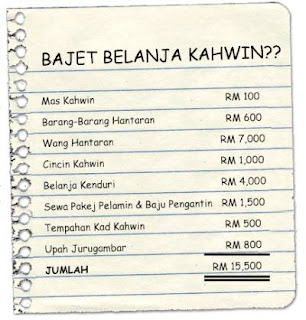 BAJET BELANJA KAHWIN??
Mas Kahwin RM 100
Barang-Barang Hantaran RM 600
Wang Hantaran RM 7,000
Cincin Kahwin RM 1,000
Belanja Kenduri RM 4,000
Sewa Pakej Pelamin & Baju Pengantin RM 1,500
Tempahan Kad Kahwin RM 500
Upah Jurugambar RM 800
JUMLAH RM 15,500